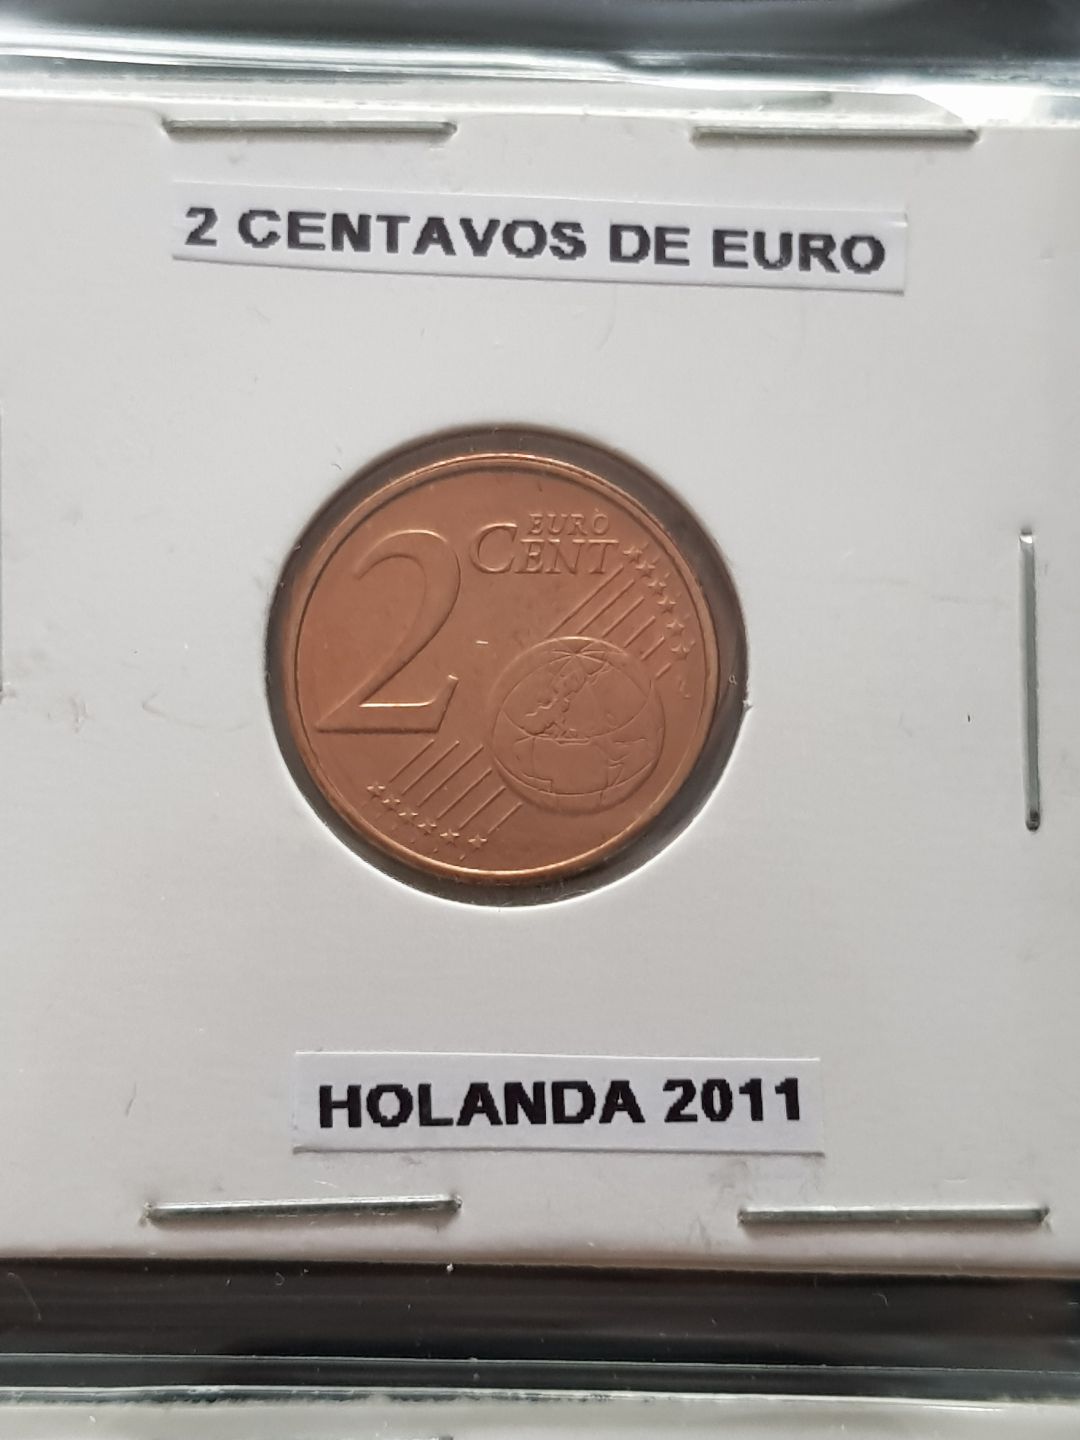 2 CENTAVOS DE EURO
2 EURO
CENT
HOLANDA 2011